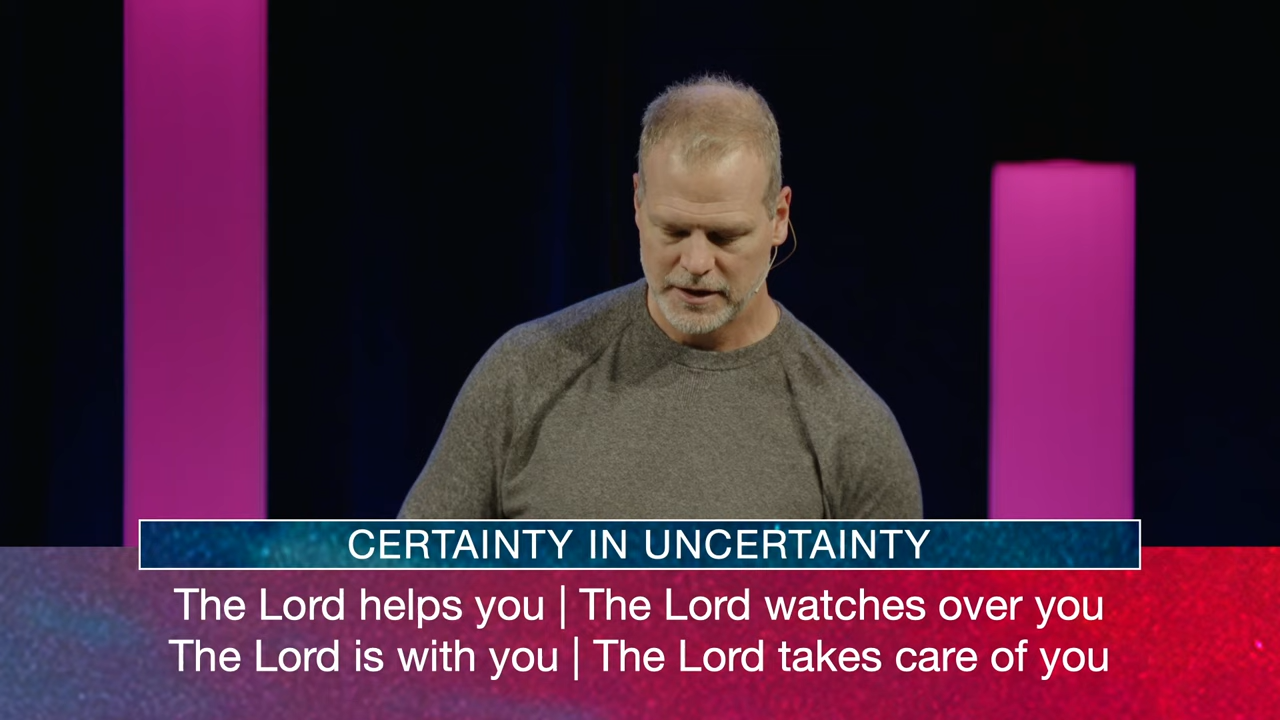 CERTAINTY IN UNCERTAINTY
The Lord helps you | The Lord watches over you
The Lord is with you | The Lord takes care of you